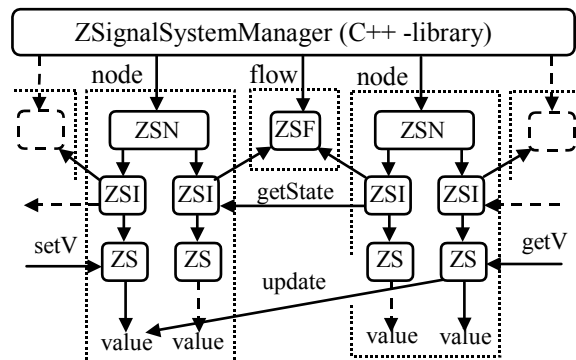 ZSignalSystemManager (C++ -library)
node flow node
ZSN ZSF ZSN
ZSI ZSI getState ZSI ZSI
setV ZS ZS ZS ZS getV
update
value value value value